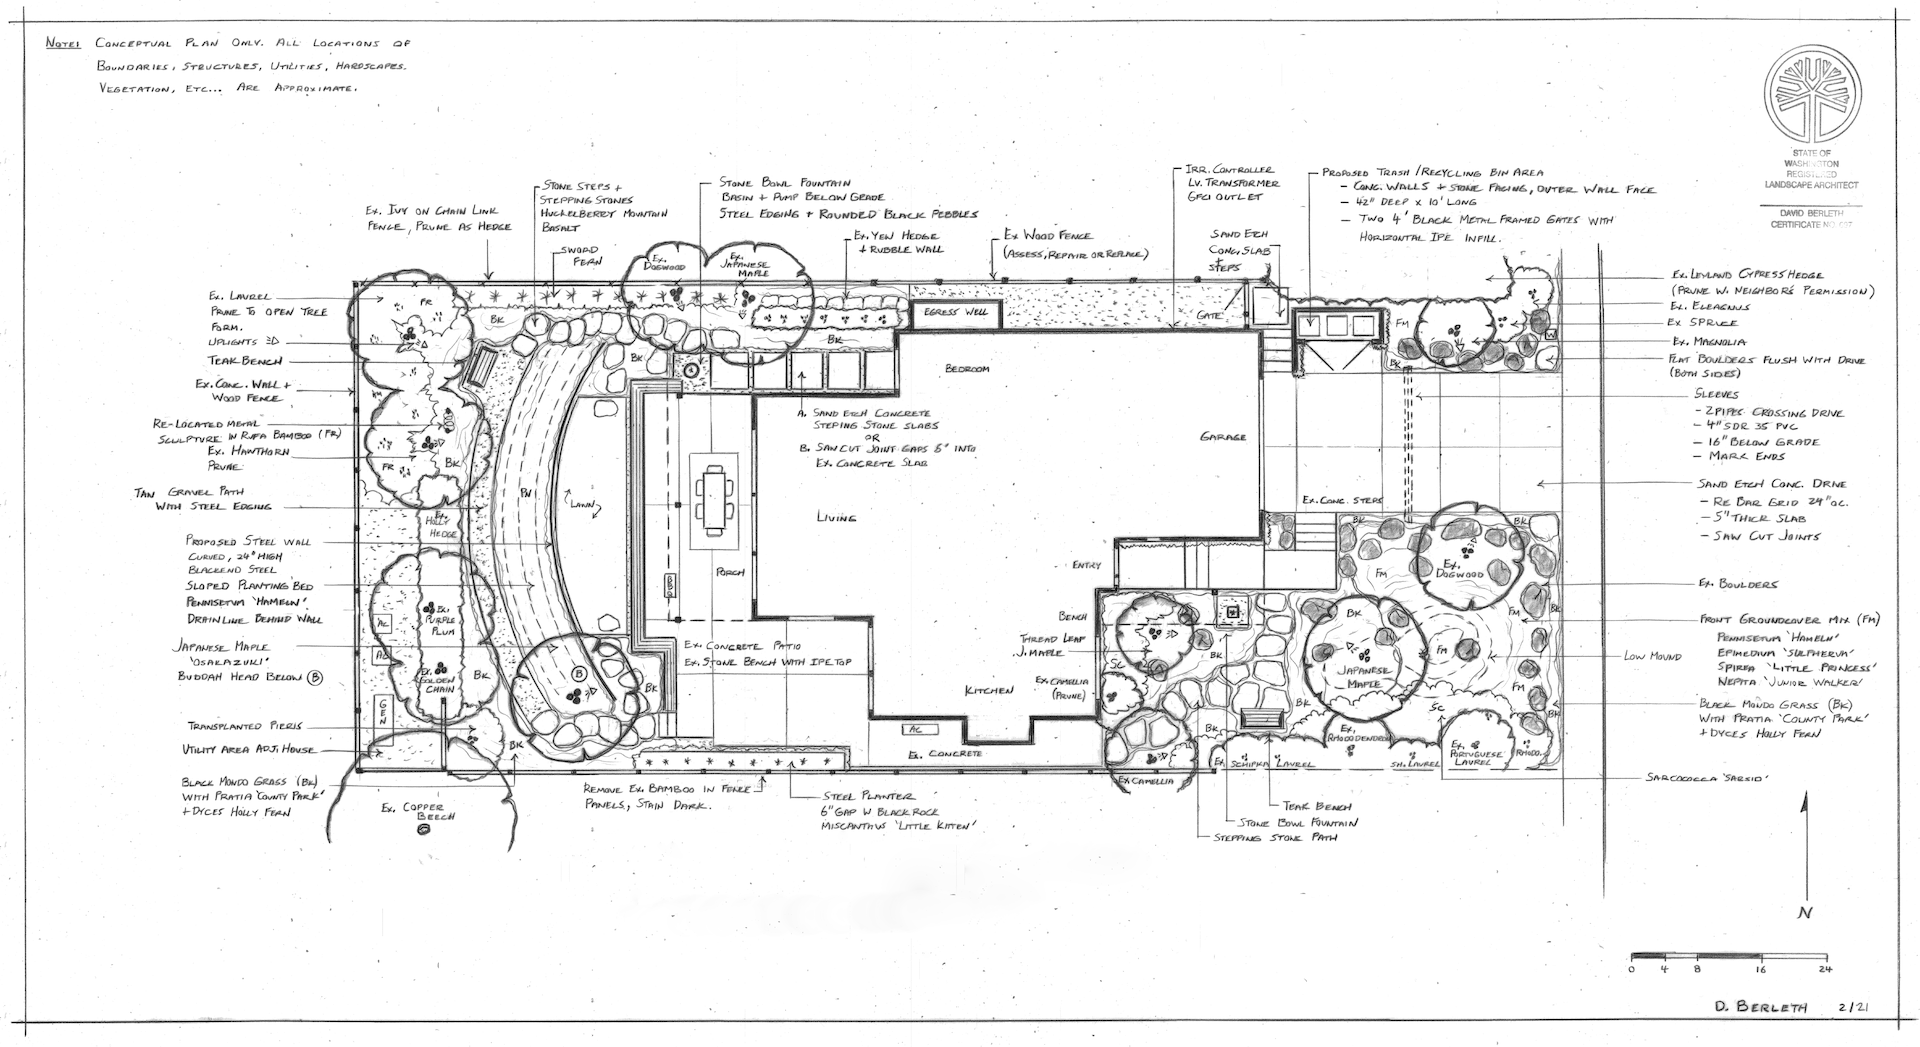 NOTE: CONCEPTUAL PLAN ONLY. ALL LOCATIONS OF
BOUNDARIES, STRUCTURES, UTILITIES, HARDSCAPES,
VEGETATION, ETC... ARE APPROXIMATE.
STATE OF
WASHINGTON
REGISTERED
LANDSCAPE ARCHITECT
DAVID BERLETH
CERTIFICATE NO.
EX. IVY ON CHAIN LINK
FENCE, PRUNE AS HEDGE
STONE STEPS +
STEPPING STONES
HUCKELBERRY MOUNTAIN
BASALT
SWORD
FERN
STONE BOWL FOUNTAIN
BASIN + PUMP BELOW GRADE
STEEL EDGING + ROUNDED BLACK PEBBLES
EX. YEW HEDGE
+ RUBBLE WALL
EX WOOD FENCE
(ASSESS, REPAIR OR REPLACE)
IRR. CONTROLLER
LV. TRANSFORMER
GFCI OUTLET
SAND ETCH
CONC. SLAB
+
STEPS
PROPOSED TRASH/RECYCLING BIN AREA
- CONC. WALLS + STONE FACING, OUTER WALL FACE
- 42" DEEP X 10' LONG
- TWO 4' BLACK METAL FRAMED GATES WITH
HORIZONTAL IPE INFILL.
EX. LAUREL
PRUNE TO OPEN TREE
FORM.
UPLIGHTS
TEAK BENCH
EX. CONC. WALL +
WOOD FENCE
RE-LOCATED METAL
SCULPTURE IN RUFA BAMBOO (FR)
EX. HAWTHORN
PRUNE
TAN GRAVEL PATH
WITH STEEL EDGING
PROPOSED STEEL WALL
CURVED, 24" HIGH
BLACKEND STEEL
SLOPED PLANTING BED
PENNISETUM 'HAMELN'
DRAINLINE BEHIND WALL
JAPANESE MAPLE
'OSAKAZUKI'
BUDDAH HEAD BELOW (B)
TRANSPLANTED PIERIS
UTILITY AREA ADJ. HOUSE
BLACK MONDO GRASS (BK)
WITH PRATIA 'COUNTY PARK'
+ DYCES HOLLY FERN
EX. COPPER
BEECH
FR
BK
EX.
DOGWOOD
EX.
JAPANESE
MAPLE
BK
BK
FR
BK
PN
LAWN
EX.
HOLLY
HEDGE
EX.
PURPLE
PLUM
AC
AC
EX.
GOLDEN
CHAIN
BK
GEN
BK
B
BK
BBQ
PORCH
LIVING
BEDROOM
EGRESS WELL
GATE
GARAGE
A. SAND ETCH CONCRETE
STEPING STONE SLABS
OR
B. SAW CUT JOINT GAPS 6" INTO
EX. CONCRETE SLAB
EX. CONCRETE PATIO
EX. STONE BENCH WITH IPE TOP
KITCHEN
ENTRY
AC
EX. CONCRETE
REMOVE EX. BAMBOO IN FENCE
PANELS, STAIN DARK.
STEEL PLANTER
6" GAP W BLACK ROCK
MISCANTHUS 'LITTLE KITTEN'
BENCH
THREAD LEAF
J. MAPLE
EX. CAMELLIA
(PRUNE)
SC
BK
BK
BK
EX CAMELLIA
EX. SCHIPKA LAUREL
EX.
RHODODENDRON
SH. LAUREL
EX.
PORTUGUESE
LAUREL
RHODO.
SC
JAPANESE
MAPLE
BK
FM
FM
FM
FM
BK
BK
BK
BK
EX.
DOGWOOD
EX. CONC. STEPS
FM
BK
W
TEAK BENCH
STONE BOWL FOUNTAIN
STEPPING STONE PATH
EX. LEYLAND CYPRESS HEDGE
(PRUNE W. NEIGHBOR'S PERMISSION)
EX. ELEAGNUS
EX SPRUCE
EX. MAGNOLIA
FLAT BOULDERS FLUSH WITH DRIVE
(BOTH SIDES)
SLEEVES
- 2 PIPES CROSSING DRIVE
- 4" SDR 35 PVC
- 16" BELOW GRADE
- MARK ENDS
SAND ETCH CONC. DRIVE
- RE BAR GRID 24" OC.
- 5" THICK SLAB
- SAW CUT JOINTS
EX. BOULDERS
FRONT GROUNDCOVER MIX (FM)
PENNISETUM 'HAMELN'
EPIMEDIUM 'SULPHERUM'
SPIREA 'LITTLE PRINCESS'
NEPITA 'JUNIOR WALKER'
LOW MOUND
BLACK MONDO GRASS (BK)
WITH PRATIA 'COUNTY PARK'
+ DYCES HOLLY FERN
SARCOCOCCA 'SARSID'
N
0 4 8 16 24
D. BERLETH 2/21